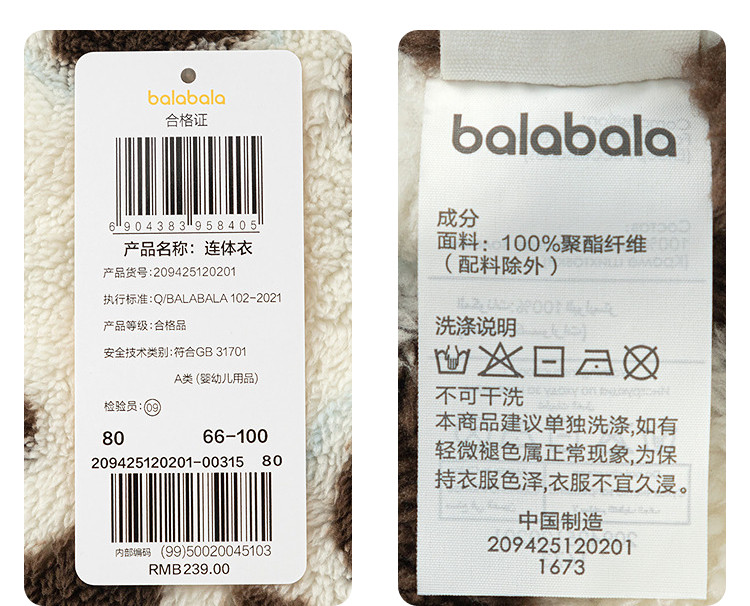 balabala
合格证
6 904383 958405
产品名称：连体衣
产品货号:209425120201
执行标准:Q/BALABALA 102-2021
产品等级:合格品
安全技术类别:符合GB 31701
A类 (婴幼儿用品)
检验员:09
80 66-100
209425120201-00315 80
内部编码 (99)50020045103
RMB239.00
balabala
成分
面料：100%聚酯纤维
（配料除外）
洗涤说明
不可干洗
本商品建议单独洗涤,如有
轻微褪色属正常现象,为保
持衣服色泽,衣服不宜久浸。
中国制造
209425120201
1673